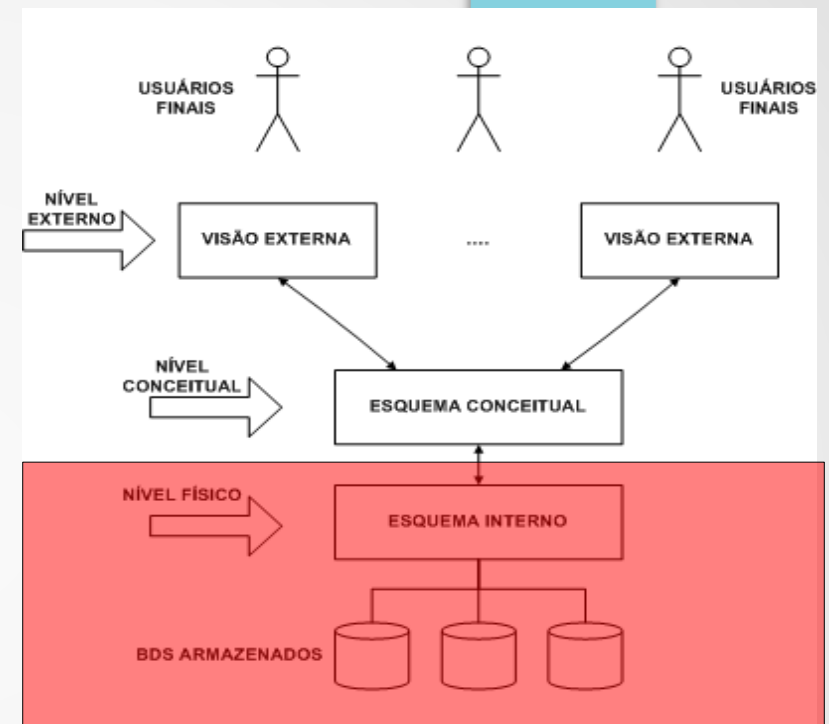 USUÁRIOS
FINAIS
USUÁRIOS
FINAIS
NÍVEL
EXTERNO
VISÃO EXTERNA
....
VISÃO EXTERNA
NÍVEL
CONCEITUAL
ESQUEMA CONCEITUAL
NÍVEL FÍSICO
ESQUEMA INTERNO
BDS ARMAZENADOS